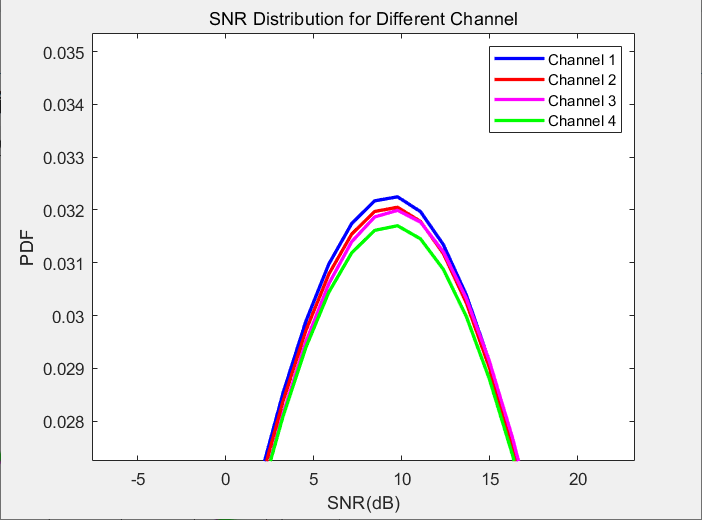 SNR Distribution for Different Channel
0.035
0.034
0.033
0.032
0.031
0.03
0.029
0.028
PDF
Channel 1
Channel 2
Channel 3
Channel 4
-5 0 5 10 15 20
SNR(dB)